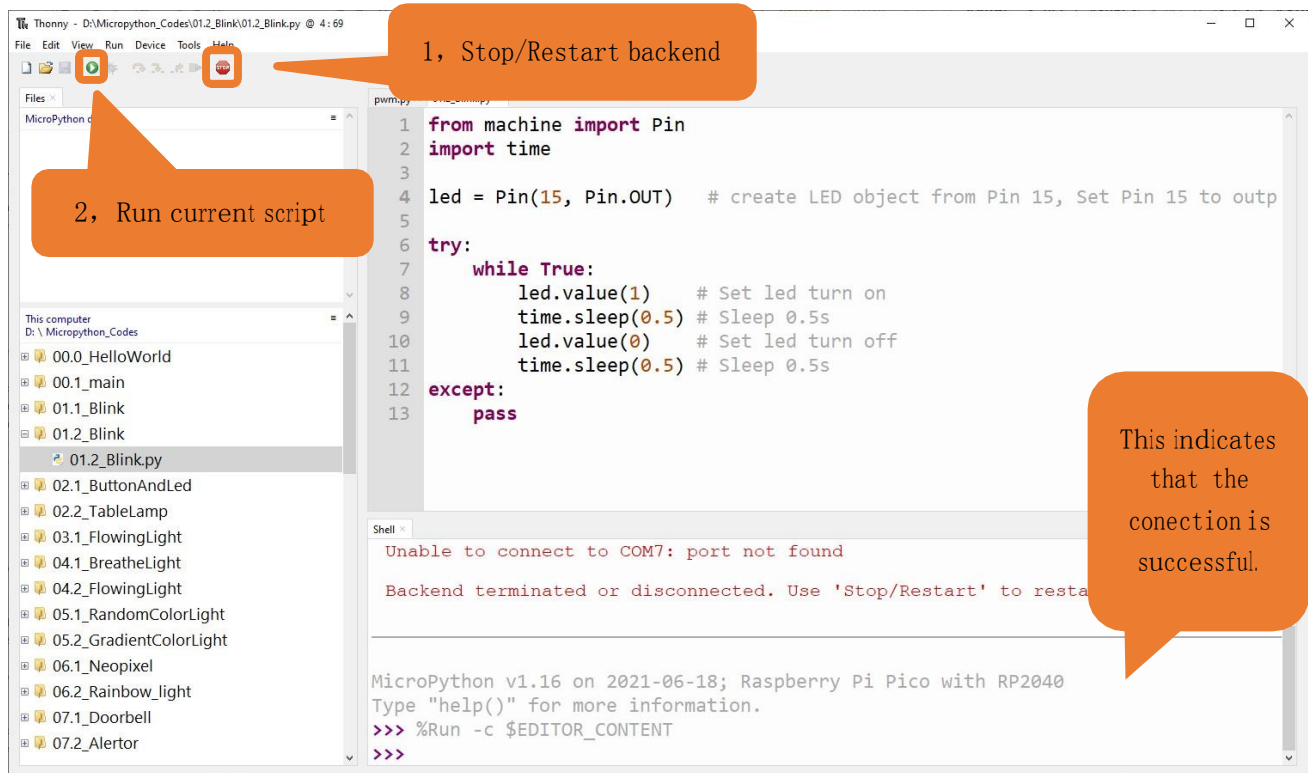 Thonny - D:\Micropython_Codes\01.2_Blink\01.2_Blink.py @ 4 : 69
File Edit View Run Device Tools Help
1, Stop/Restart backend
2, Run current script
Files
MicroPython d
This computer
D: \ Micropython_Codes
00.0_HelloWorld
00.1_main
01.1_Blink
01.2_Blink
01.2_Blink.py
02.1_ButtonAndLed
02.2_TableLamp
03.1_FlowingLight
04.1_BreatheLight
04.2_FlowingLight
05.1_RandomColorLight
05.2_GradientColorLight
06.1_Neopixel
06.2_Rainbow_light
07.1_Doorbell
07.2_Alertor
pwm.py
1 from machine import Pin
2 import time
3
4 led = Pin(15, Pin.OUT) # create LED object from Pin 15, Set Pin 15 to outp
5
6 try:
7 while True:
8 led.value(1) # Set led turn on
9 time.sleep(0.5) # Sleep 0.5s
10 led.value(0) # Set led turn off
11 time.sleep(0.5) # Sleep 0.5s
12 except:
13 pass
This indicates
that the
conection is
successful.
Shell
Unable to connect to COM7: port not found
Backend terminated or disconnected. Use 'Stop/Restart' to resta
MicroPython v1.16 on 2021-06-18; Raspberry Pi Pico with RP2040
Type "help()" for more information.
>>> %Run -c $EDITOR_CONTENT
>>>